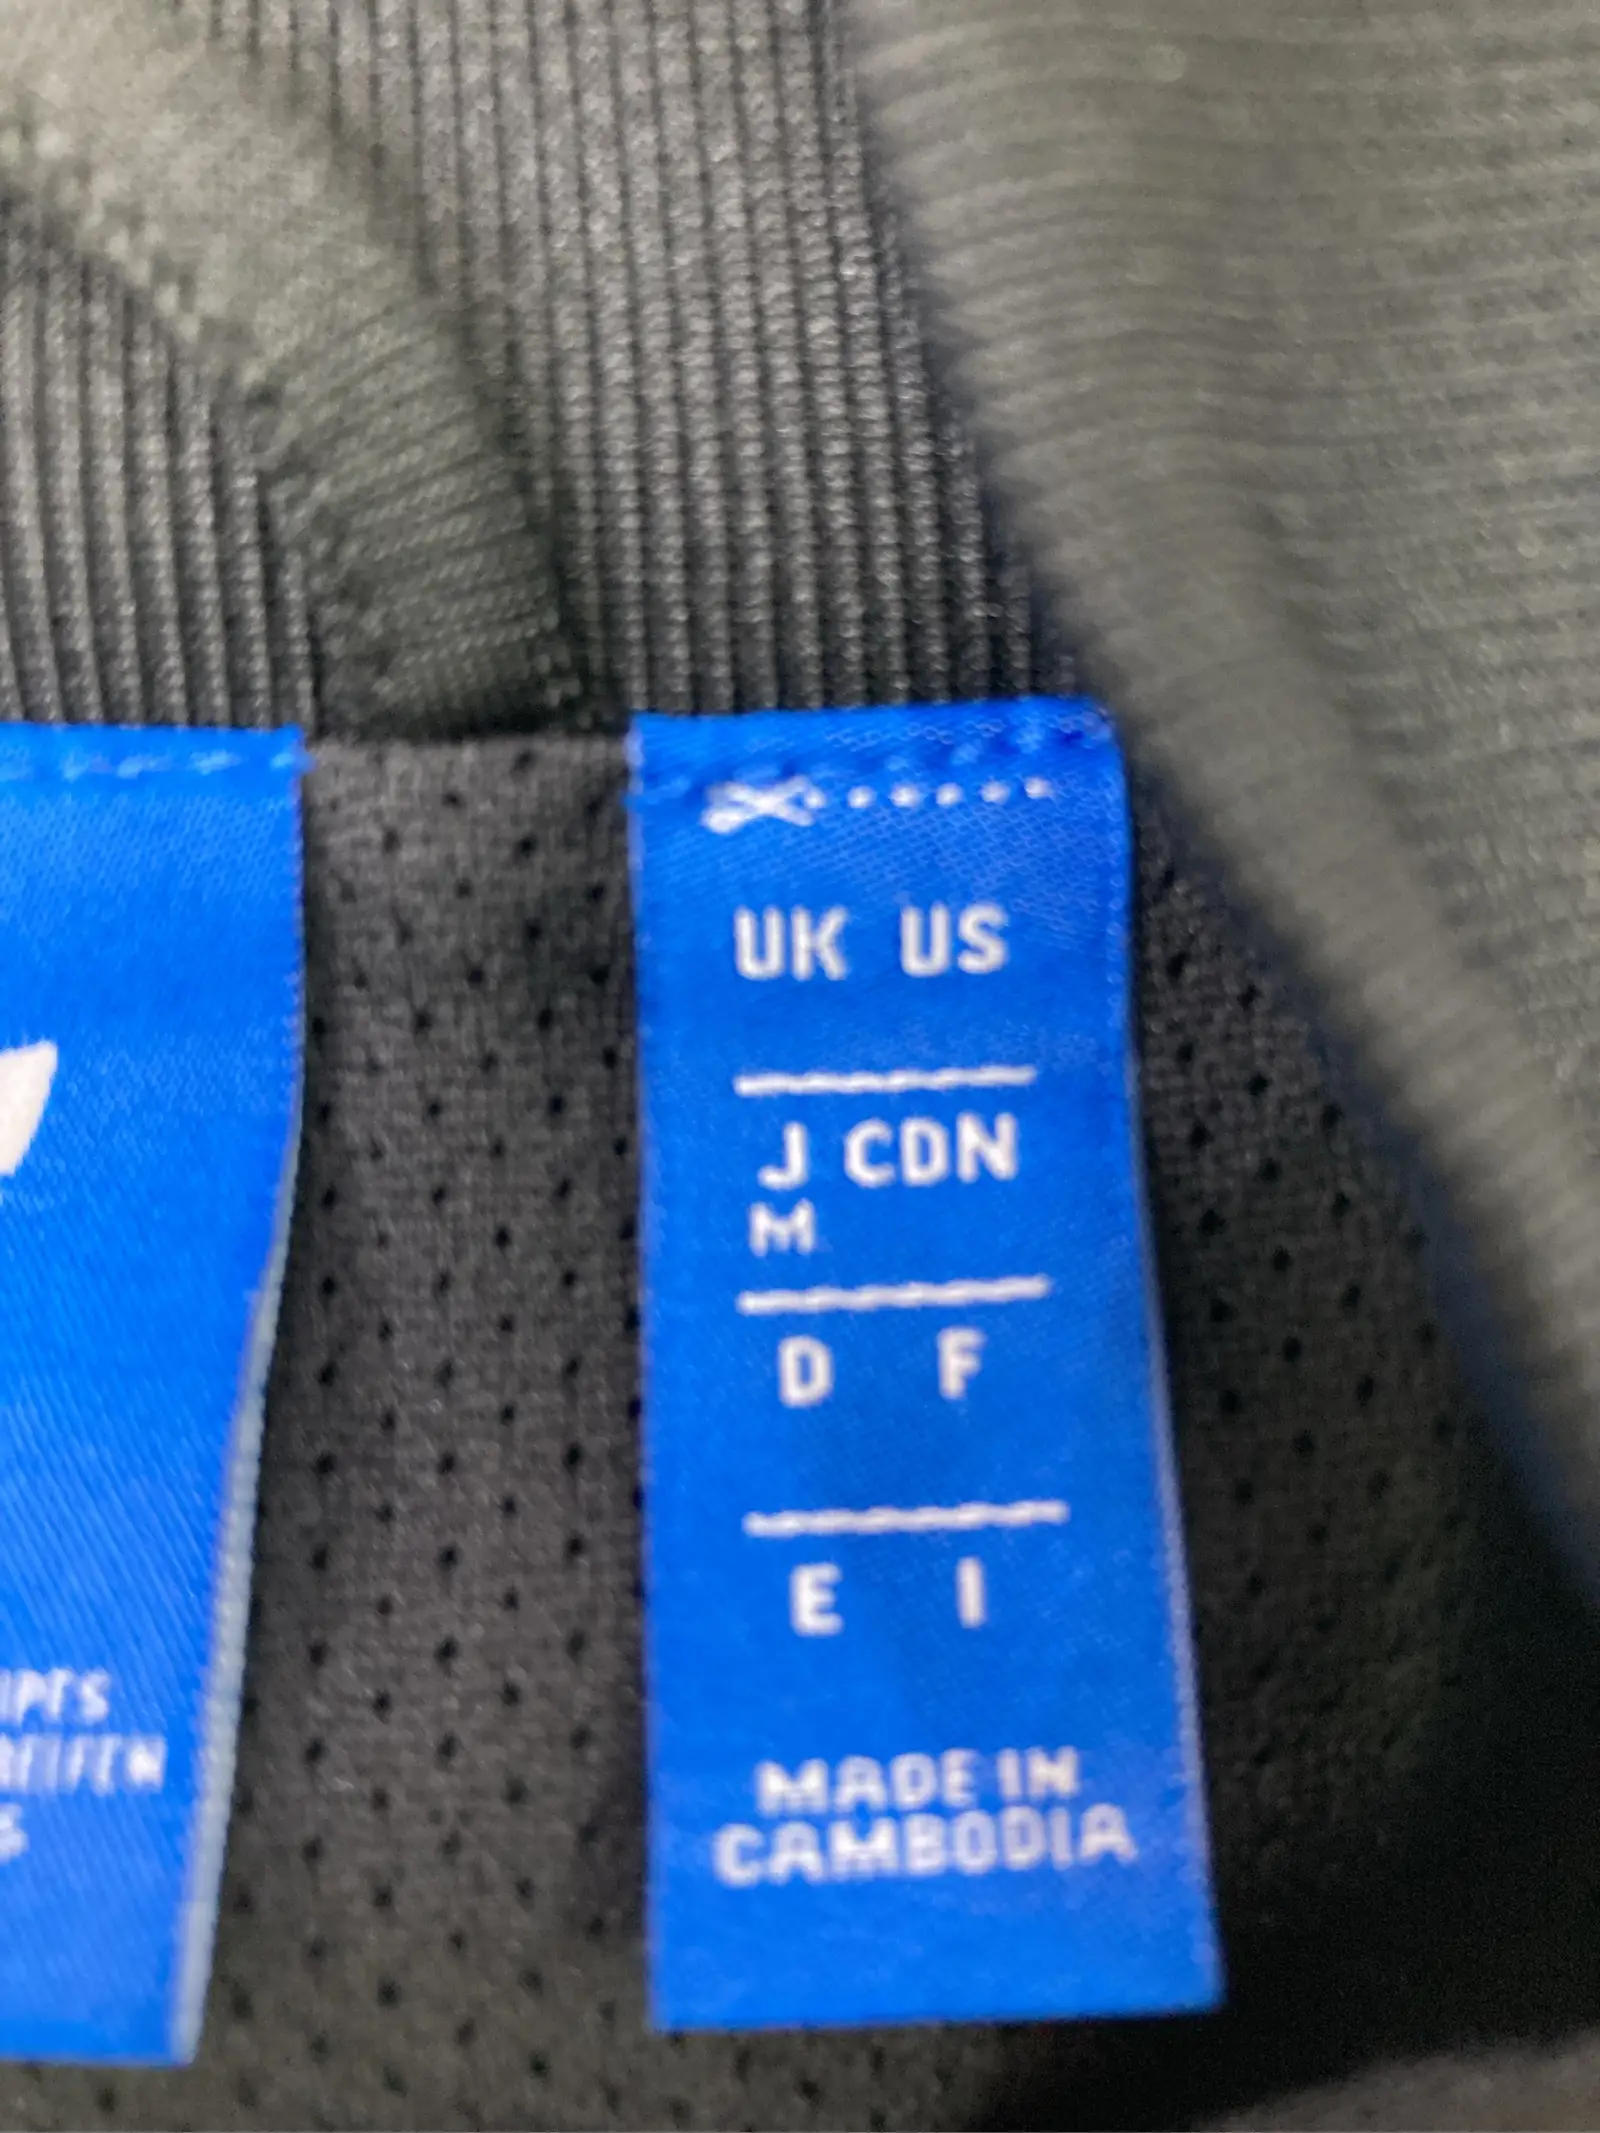 UK US
J CDN
M
D F
E I
MADE IN
CAMBODIA